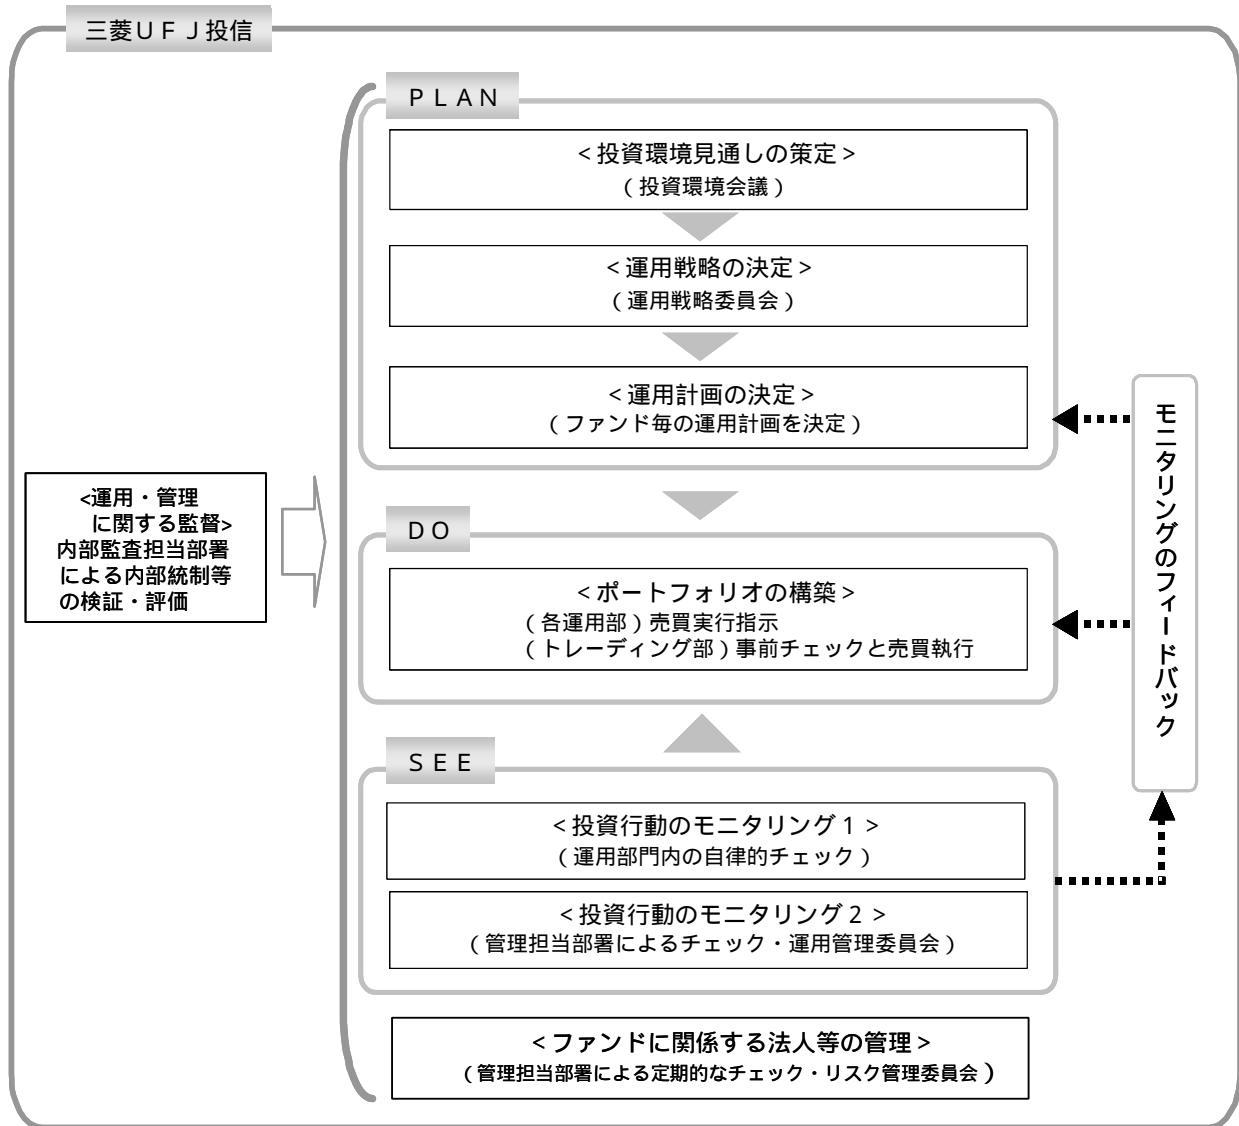 三菱ＵＦＪ投信
ＰＬＡＮ
＜投資環境見通しの策定＞
（投資環境会議）
＜運用戦略の決定＞
（運用戦略委員会）
＜運用計画の決定＞
（ファンド毎の運用計画を決定）
<運用・管理
に関する監督>
内部監査担当部署
による内部統制等
の検証・評価
ＤＯ
＜ポートフォリオの構築＞
（各運用部）売買実行指示
（トレーディング部）事前チェックと売買執行
モニタリングのフィードバック
ＳＥＥ
＜投資行動のモニタリング１＞
（運用部門内の自律的チェック）
＜投資行動のモニタリング２＞
（管理担当部署によるチェック・運用管理委員会）
＜ファンドに関係する法人等の管理＞
（管理担当部署による定期的なチェック・リスク管理委員会）